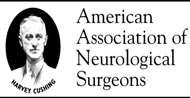 American
Association of
Neurological
Surgeons
HARVEY CUSHING